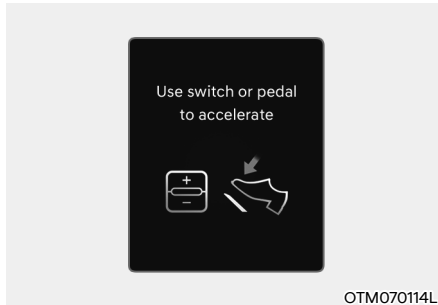 Use switch or pedal
to accelerate
+
−
OTM070114L